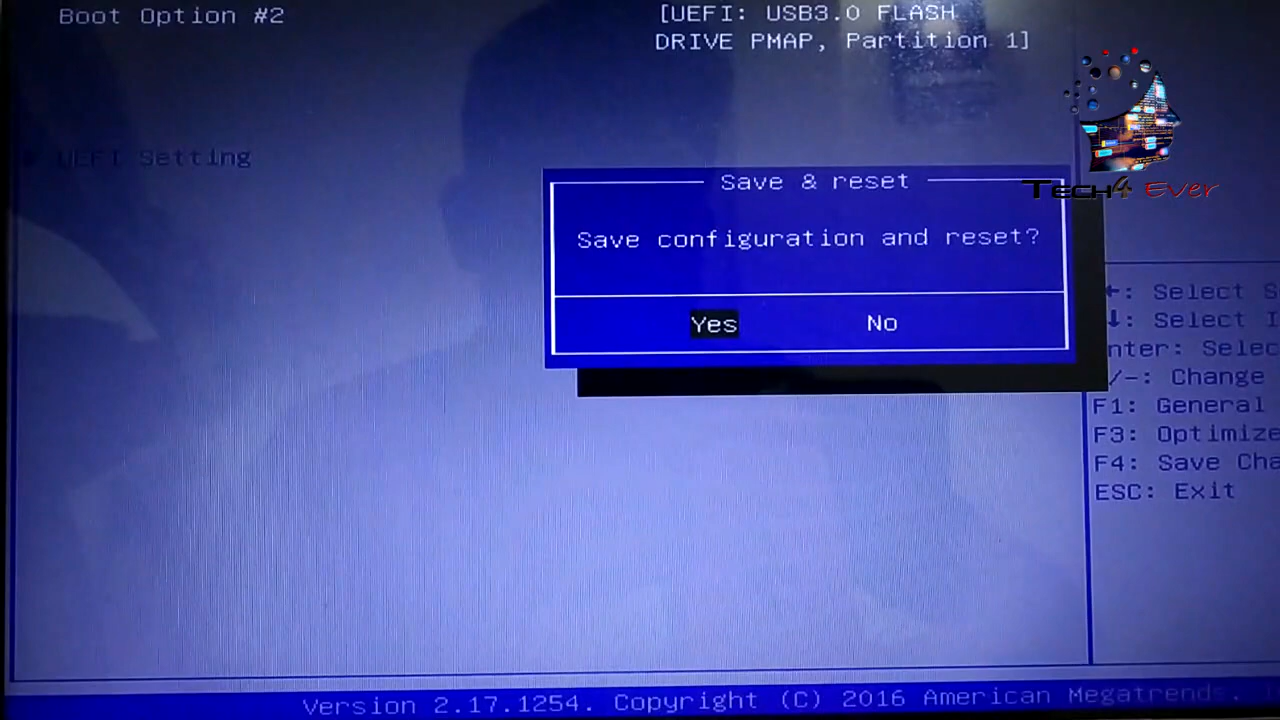 Boot Option #2
[UEFI: USB3.0 FLASH
DRIVE PMAP, Partition 1]
Tech4 Ever
UEFI Setting
Save & reset
Save configuration and reset?
Yes
No
←: Select S
↓: Select I
nter: Selec
/-: Change
F1: General
F3: Optimize
F4: Save Cha
ESC: Exit
Version 2.17.1254. Copyright (C) 2016 American Megatrends,